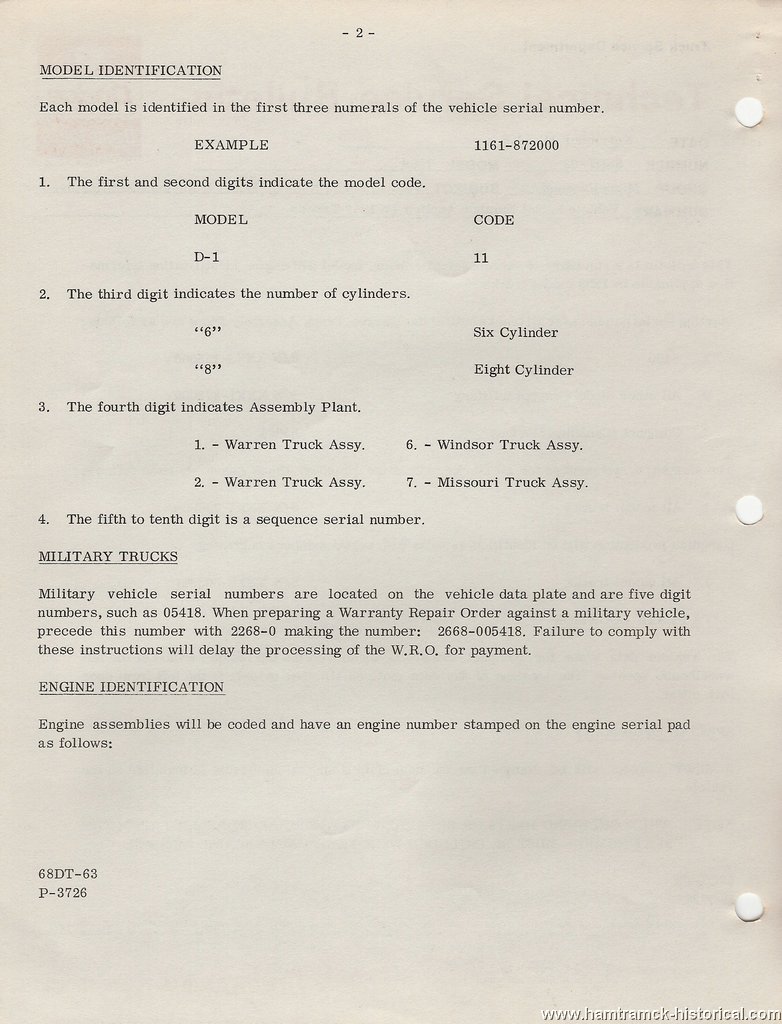 - 2 -
MODEL IDENTIFICATION
Each model is identified in the first three numerals of the vehicle serial number.
EXAMPLE 1161-872000
1. The first and second digits indicate the model code.
MODEL CODE
D-1 11
2. The third digit indicates the number of cylinders.
“6” Six Cylinder
“8” Eight Cylinder
3. The fourth digit indicates Assembly Plant.
1. - Warren Truck Assy. 6. - Windsor Truck Assy.
2. - Warren Truck Assy. 7. - Missouri Truck Assy.
4. The fifth to tenth digit is a sequence serial number.
MILITARY TRUCKS
Military vehicle serial numbers are located on the vehicle data plate and are five digit
numbers, such as 05418. When preparing a Warranty Repair Order against a military vehicle,
precede this number with 2268-0 making the number: 2668-005418. Failure to comply with
these instructions will delay the processing of the W.R.O. for payment.
ENGINE IDENTIFICATION
Engine assemblies will be coded and have an engine number stamped on the engine serial pad
as follows:
68DT-63
P-3726
www.hamtramck-historical.com